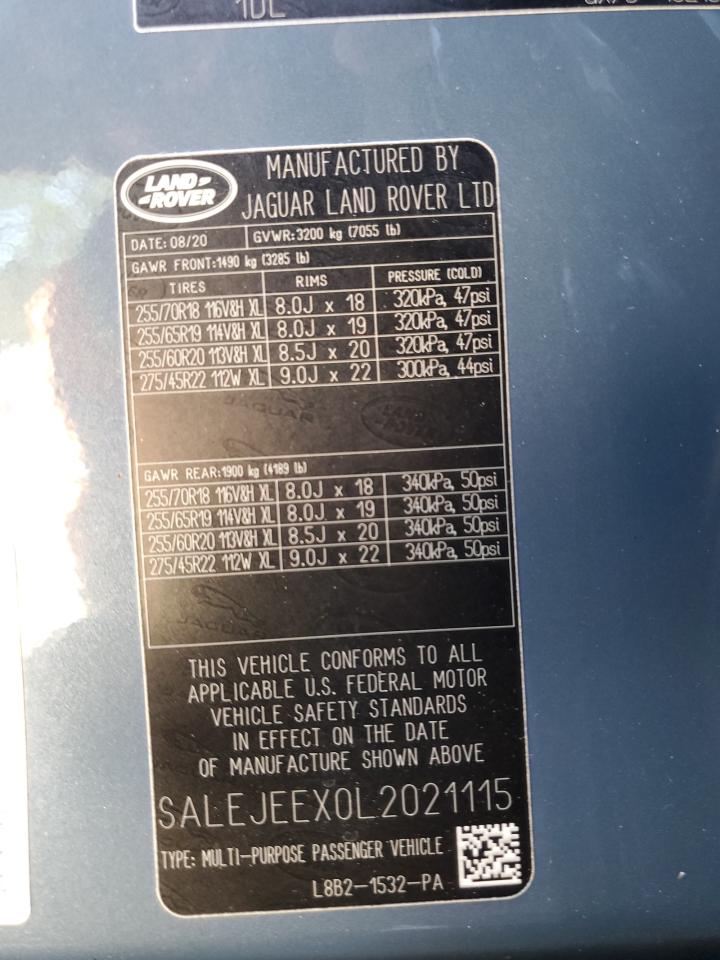 1DL
LAND-
-ROVER
MANUFACTURED BY
JAGUAR LAND ROVER LTD
DATE: 08/20 GVWR:3200 kg (7055 lb)
GAWR FRONT:1490 kg (3285 lb)
TIRES RIMS PRESSURE (COLD)
255/70R18 116V&H XL 8.0J x 18 320kPa, 47psi
255/65R19 114V&H XL 8.0J x 19 320kPa, 47psi
255/60R20 113V&H XL 8.5J x 20 320kPa, 47psi
275/45R22 112W XL 9.0J x 22 300kPa, 44psi
JAGUAR
GAWR REAR:1900 kg (4189 lb)
255/70R18 116V&H XL 8.0J x 18 340kPa, 50psi
255/65R19 114V&H XL 8.0J x 19 340kPa, 50psi
255/60R20 113V&H XL 8.5J x 20 340kPa, 50psi
275/45R22 112W XL 9.0J x 22 340kPa, 50psi
JAGUAR
THIS VEHICLE CONFORMS TO ALL
APPLICABLE U.S. FEDERAL MOTOR
VEHICLE SAFETY STANDARDS
IN EFFECT ON THE DATE
OF MANUFACTURE SHOWN ABOVE
SALEJEEX0L2021115
TYPE: MULTI-PURPOSE PASSENGER VEHICLE
L8B2-1532-PA